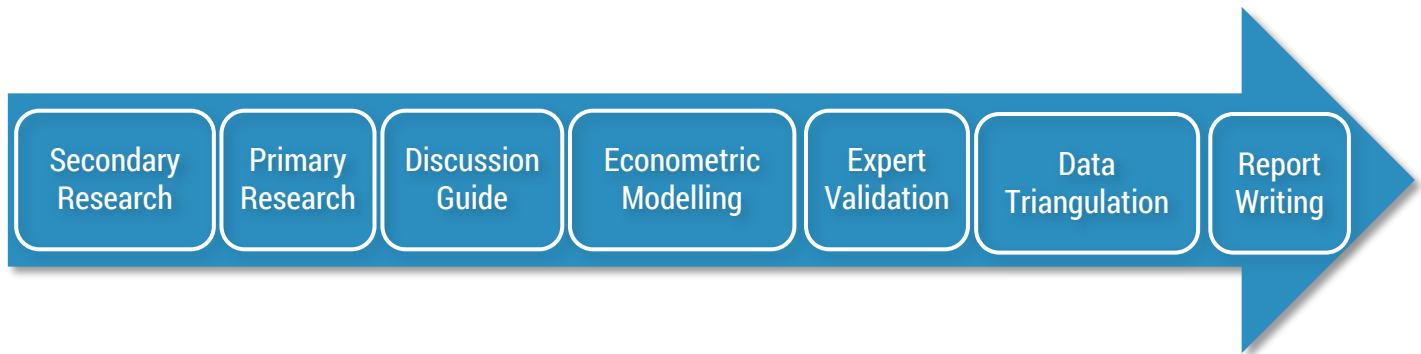 Secondary
Research
Primary
Research
Discussion
Guide
Econometric
Modelling
Expert
Validation
Data
Triangulation
Report
Writing